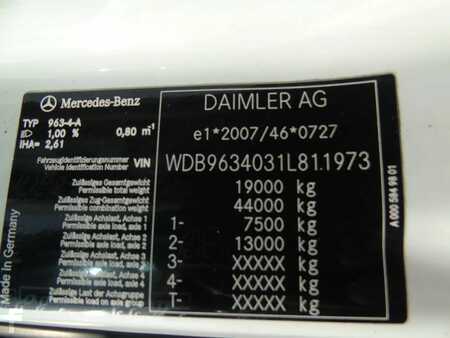 Mercedes-Benz
TYP 963-4-A
1,00 % 0,80 m⁻¹
IHA= 2,61
Fahrzeugidentifizierungsnummer
Vehicle Identification Number VIN
DAIMLER AG
e1*2007/46*0727
WDB9634031L811973
Zulässiges Gesamtgewicht
Permissible total weight 19000 kg
Zulässiges Zug-Gesamtgewicht
Permissible combination weight 44000 kg
Zulässige Achslast, Achse 1
Permissible axle load, axle 1 1- 7500 kg
Zulässige Achslast, Achse 2
Permissible axle load, axle 2 2- 13000 kg
Zulässige Achslast, Achse 3
Permissible axle load, axle 3 3- XXXXX kg
Zulässige Achslast, Achse 4
Permissible axle load, axle 4 4- XXXXX kg
Zulässige Last der Achsgruppe
Permissible load on axle group T- XXXXX kg
Made in Germany
A 000 584 98 01